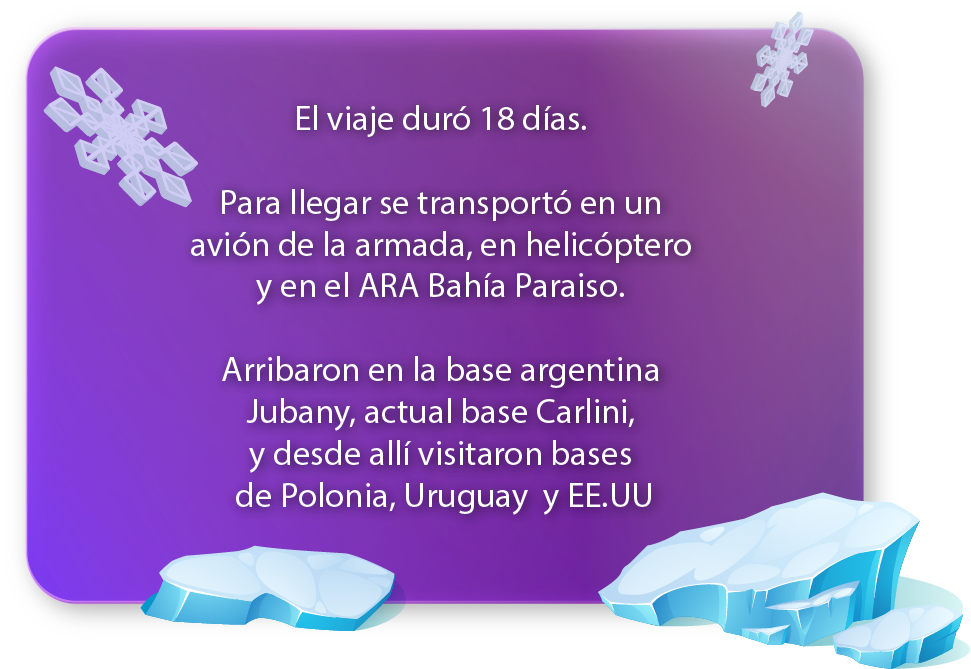 El viaje duró 18 días.
Para llegar se transportó en un
avión de la armada, en helicóptero
y en el ARA Bahía Paraiso.
Arribaron en la base argentina
Jubany, actual base Carlini,
y desde allí visitaron bases
de Polonia, Uruguay  y EE.UU